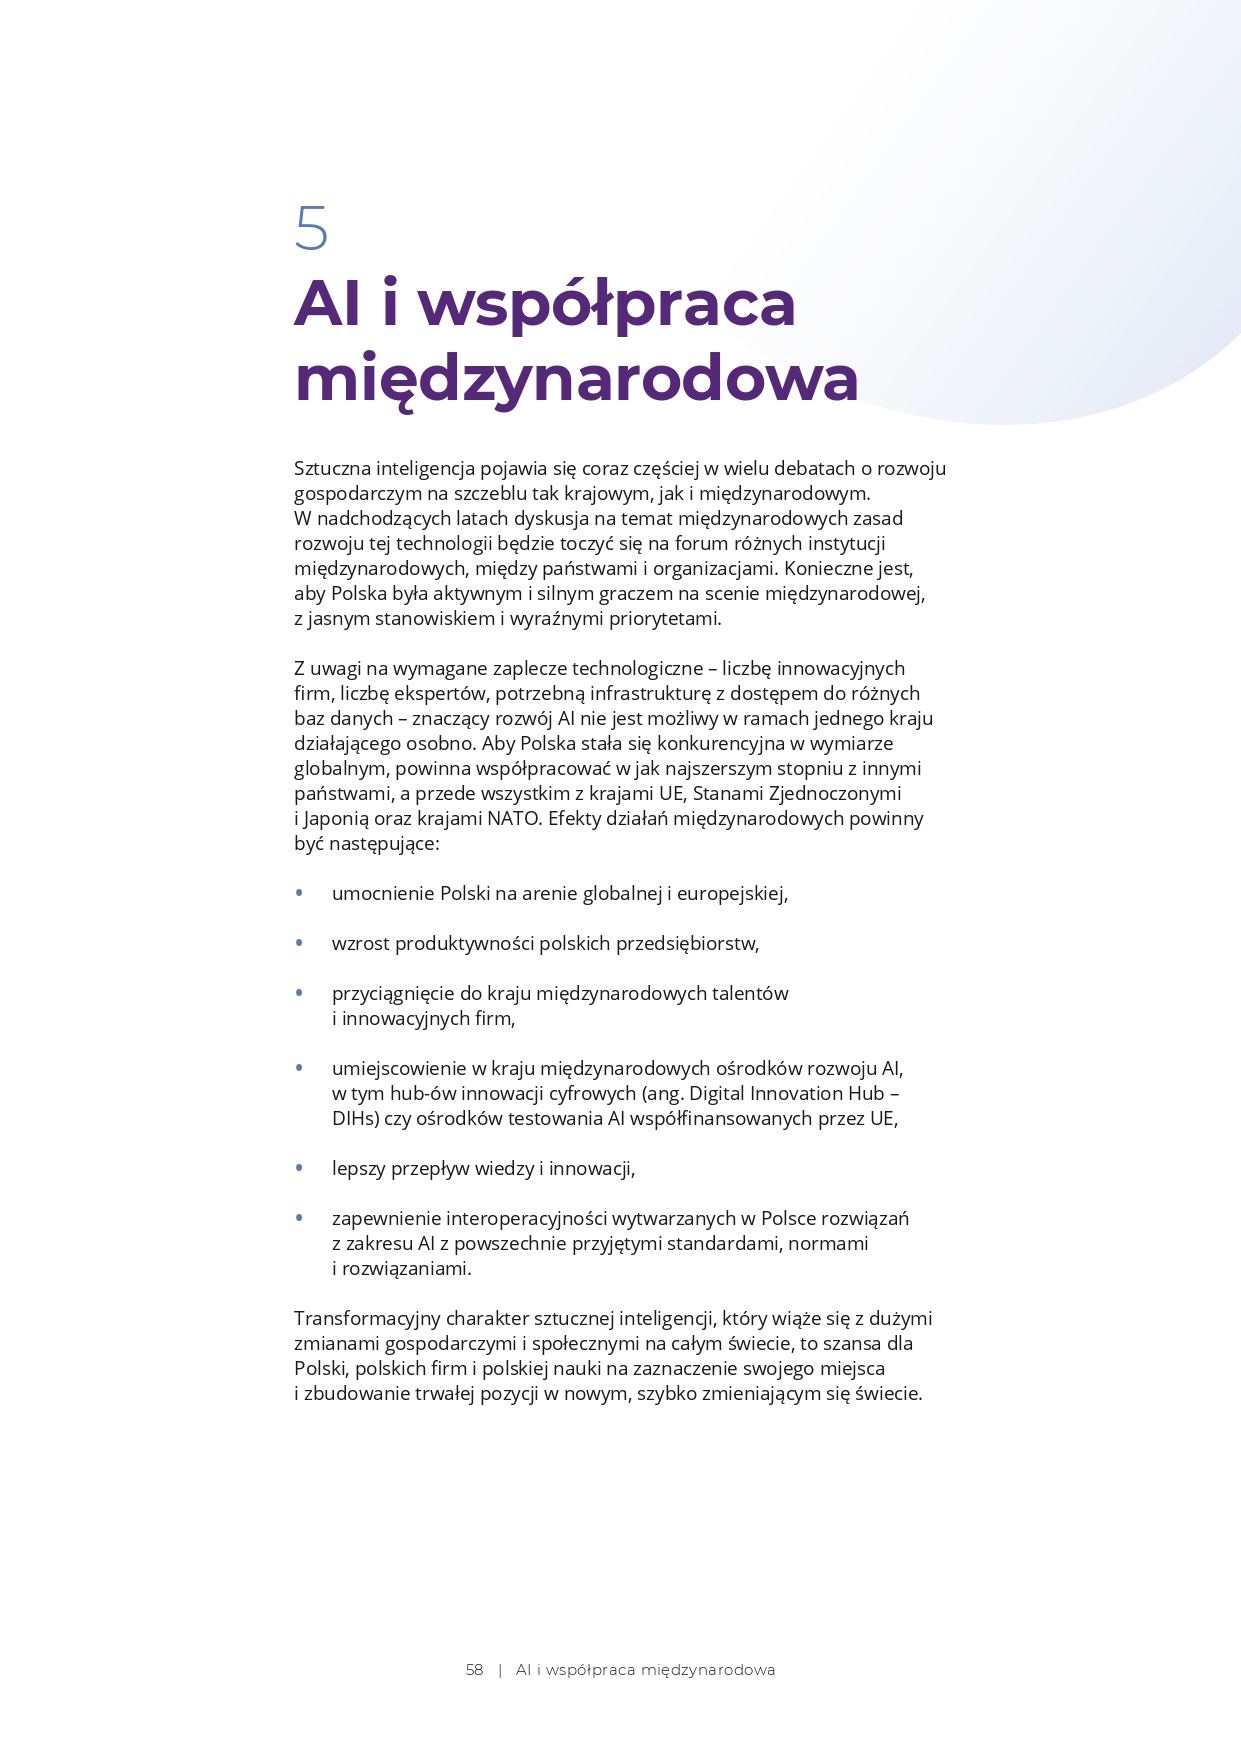 5
AI i współpraca
międzynarodowa
Sztuczna inteligencja pojawia się coraz częściej w wielu debatach o rozwoju
gospodarczym na szczeblu tak krajowym, jak i międzynarodowym.
W nadchodzących latach dyskusja na temat międzynarodowych zasad
rozwoju tej technologii będzie toczyć się na forum różnych instytucji
międzynarodowych, między państwami i organizacjami. Konieczne jest,
aby Polska była aktywnym i silnym graczem na scenie międzynarodowej,
z jasnym stanowiskiem i wyraźnymi priorytetami.
Z uwagi na wymagane zaplecze technologiczne – liczbę innowacyjnych
firm, liczbę ekspertów, potrzebną infrastrukturę z dostępem do różnych
baz danych – znaczący rozwój AI nie jest możliwy w ramach jednego kraju
działającego osobno. Aby Polska stała się konkurencyjna w wymiarze
globalnym, powinna współpracować w jak najszerszym stopniu z innymi
państwami, a przede wszystkim z krajami UE, Stanami Zjednoczonymi
i Japonią oraz krajami NATO. Efekty działań międzynarodowych powinny
być następujące:
• umocnienie Polski na arenie globalnej i europejskiej,
• wzrost produktywności polskich przedsiębiorstw,
• przyciągnięcie do kraju międzynarodowych talentów
i innowacyjnych firm,
• umiejscowienie w kraju międzynarodowych ośrodków rozwoju AI,
w tym hub-ów innowacji cyfrowych (ang. Digital Innovation Hub –
DIHs) czy ośrodków testowania AI współfinansowanych przez UE,
• lepszy przepływ wiedzy i innowacji,
• zapewnienie interoperacyjności wytwarzanych w Polsce rozwiązań
z zakresu AI z powszechnie przyjętymi standardami, normami
i rozwiązaniami.
Transformacyjny charakter sztucznej inteligencji, który wiąże się z dużymi
zmianami gospodarczymi i społecznymi na całym świecie, to szansa dla
Polski, polskich firm i polskiej nauki na zaznaczenie swojego miejsca
i zbudowanie trwałej pozycji w nowym, szybko zmieniającym się świecie.
58 | AI i współpraca międzynarodowa